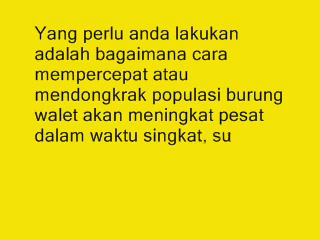 Yang perlu anda lakukan
adalah bagaimana cara
mempercepat atau
mendongkrak populasi burung
walet akan meningkat pesat
dalam waktu singkat, su